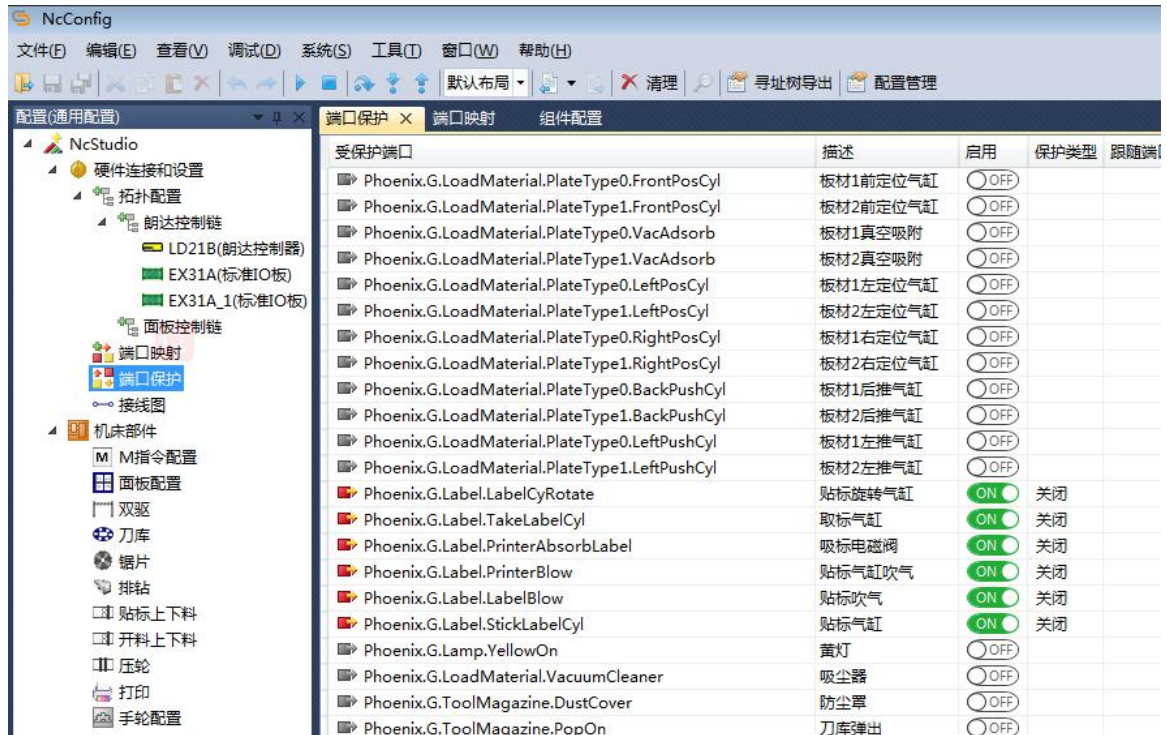 NcConfig
文件(F) 编辑(E) 查看(V) 调试(D) 系统(S) 工具(T) 窗口(W) 帮助(H)
默认布局 清理 寻址树导出 配置管理
配置(通用配置)
NcStudio
硬件连接和设置
拓扑配置
朗达控制链
LD21B(朗达控制器)
EX31A(标准IO板)
EX31A_1(标准IO板)
面板控制链
端口映射
端口保护
接线图
机床部件
M M指令配置
面板配置
双驱
刀库
锯片
排钻
贴标上下料
开料上下料
压轮
打印
手轮配置
端口保护 端口映射 组件配置
受保护端口 描述 启用 保护类型 跟随端口
Phoenix.G.LoadMaterial.PlateType0.FrontPosCyl 板材1前定位气缸 OFF
Phoenix.G.LoadMaterial.PlateType1.FrontPosCyl 板材2前定位气缸 OFF
Phoenix.G.LoadMaterial.PlateType0.VacAdsorb 板材1真空吸附 OFF
Phoenix.G.LoadMaterial.PlateType1.VacAdsorb 板材2真空吸附 OFF
Phoenix.G.LoadMaterial.PlateType0.LeftPosCyl 板材1左定位气缸 OFF
Phoenix.G.LoadMaterial.PlateType1.LeftPosCyl 板材2左定位气缸 OFF
Phoenix.G.LoadMaterial.PlateType0.RightPosCyl 板材1右定位气缸 OFF
Phoenix.G.LoadMaterial.PlateType1.RightPosCyl 板材2右定位气缸 OFF
Phoenix.G.LoadMaterial.PlateType0.BackPushCyl 板材1后推气缸 OFF
Phoenix.G.LoadMaterial.PlateType1.BackPushCyl 板材2后推气缸 OFF
Phoenix.G.LoadMaterial.PlateType0.LeftPushCyl 板材1左推气缸 OFF
Phoenix.G.LoadMaterial.PlateType1.LeftPushCyl 板材2左推气缸 OFF
Phoenix.G.Label.LabelCyRotate 贴标旋转气缸 ON 关闭
Phoenix.G.Label.TakeLabelCyl 取标气缸 ON 关闭
Phoenix.G.Label.PrinterAbsorbLabel 吸标电磁阀 ON 关闭
Phoenix.G.Label.PrinterBlow 贴标气缸吹气 ON 关闭
Phoenix.G.Label.LabelBlow 贴标吹气 ON 关闭
Phoenix.G.Label.StickLabelCyl 贴标气缸 ON 关闭
Phoenix.G.Lamp.YellowOn 黄灯 OFF
Phoenix.G.LoadMaterial.VacuumCleaner 吸尘器 OFF
Phoenix.G.ToolMagazine.DustCover 防尘罩 OFF
Phoenix.G.ToolMagazine.PopOn 刀库弹出 OFF